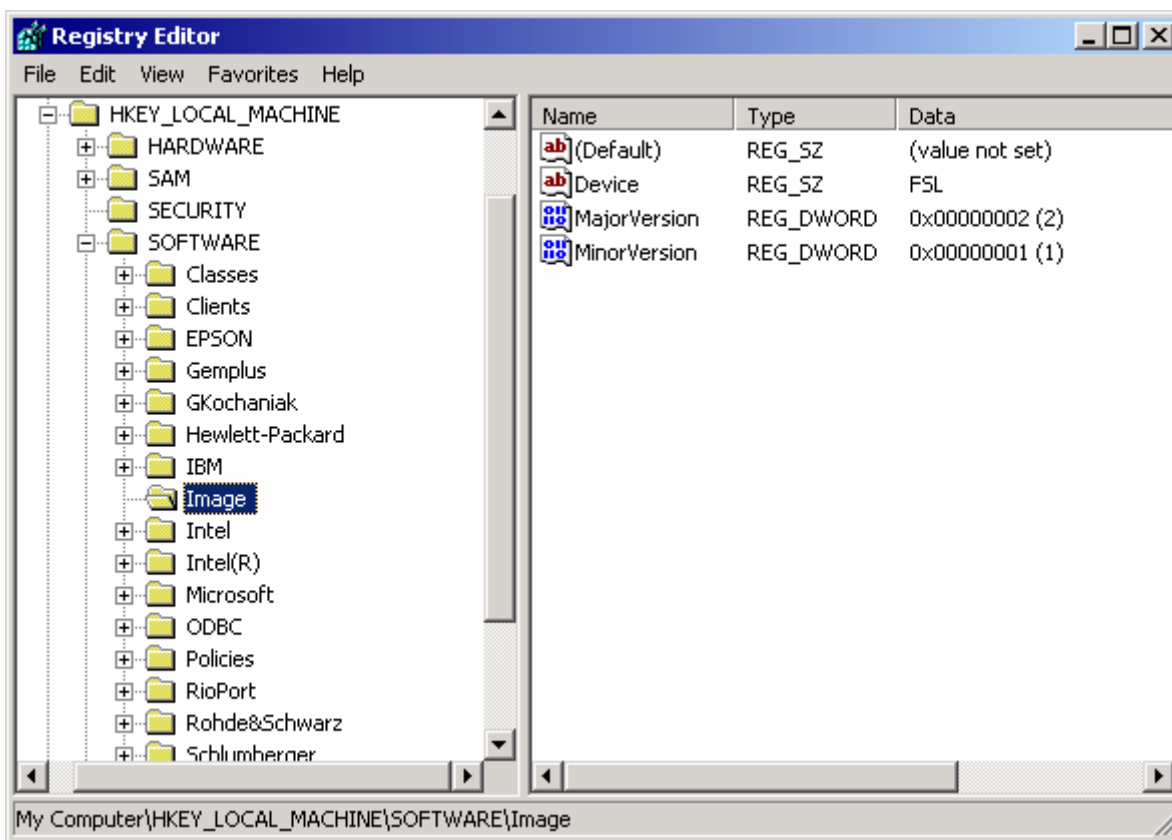 Registry Editor
File Edit View Favorites Help
HKEY_LOCAL_MACHINE
HARDWARE
SAM
SECURITY
SOFTWARE
Classes
Clients
EPSON
Gemplus
GKochaniak
Hewlett-Packard
IBM
Image
Intel
Intel(R)
Microsoft
ODBC
Policies
RioPort
Rohde&Schwarz
Schlumberger
Name Type Data
(Default) REG_SZ (value not set)
Device REG_SZ FSL
MajorVersion REG_DWORD 0x00000002 (2)
MinorVersion REG_DWORD 0x00000001 (1)
My Computer\HKEY_LOCAL_MACHINE\SOFTWARE\Image